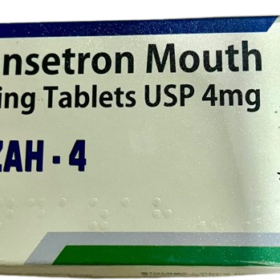 nsetron Mouth
ing Tablets USP 4mg
ZAH - 4